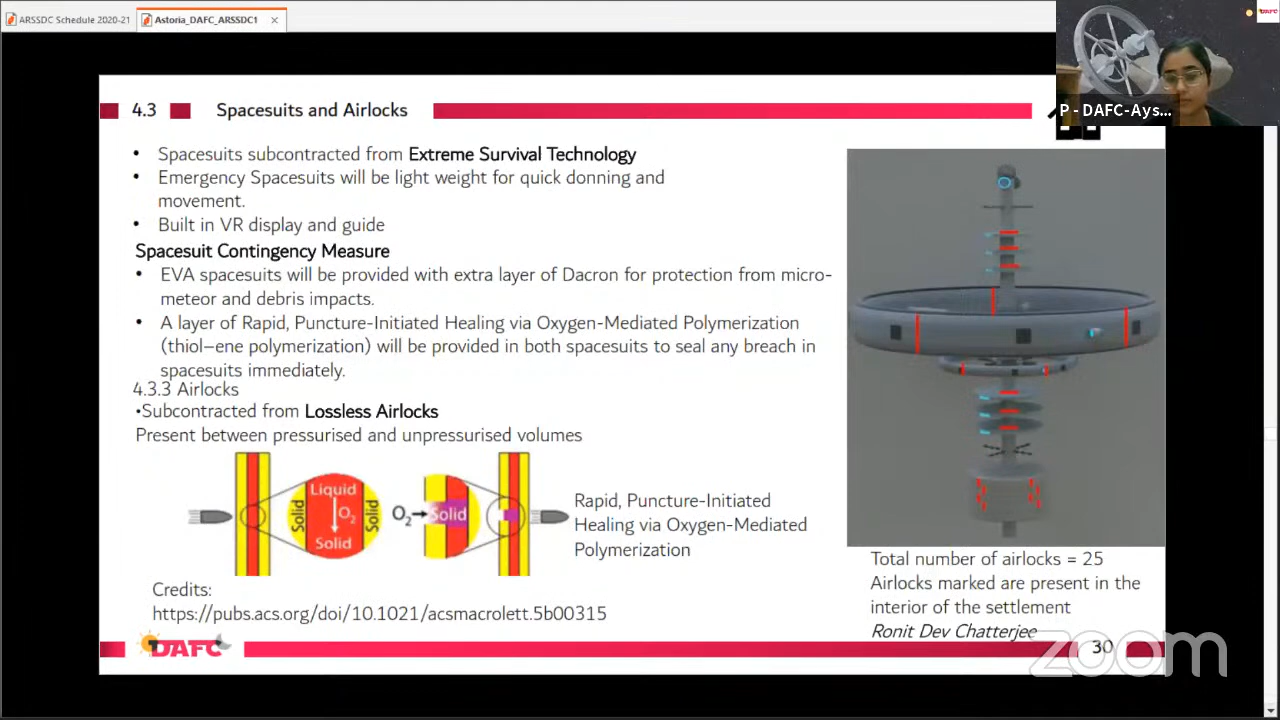 ARSSDC Schedule 2020-21
Astoria_DAFC_ARSSDC1
P - DAFC-Ays...
4.3 Spacesuits and Airlocks
• Spacesuits subcontracted from Extreme Survival Technology
• Emergency Spacesuits will be light weight for quick donning and
movement.
• Built in VR display and guide
Spacesuit Contingency Measure
• EVA spacesuits will be provided with extra layer of Dacron for protection from micro-
meteor and debris impacts.
• A layer of Rapid, Puncture-Initiated Healing via Oxygen-Mediated Polymerization
(thiol–ene polymerization) will be provided in both spacesuits to seal any breach in
spacesuits immediately.
4.3.3 Airlocks
•Subcontracted from Lossless Airlocks
Present between pressurised and unpressurised volumes
Solid
Liquid
O₂
Solid
Solid
O₂
Solid
Rapid, Puncture-Initiated
Healing via Oxygen-Mediated
Polymerization
Credits:
https://pubs.acs.org/doi/10.1021/acsmacrolett.5b00315
Total number of airlocks = 25
Airlocks marked are present in the
interior of the settlement
Ronit Dev Chatterjee
DAFC
30
zoom